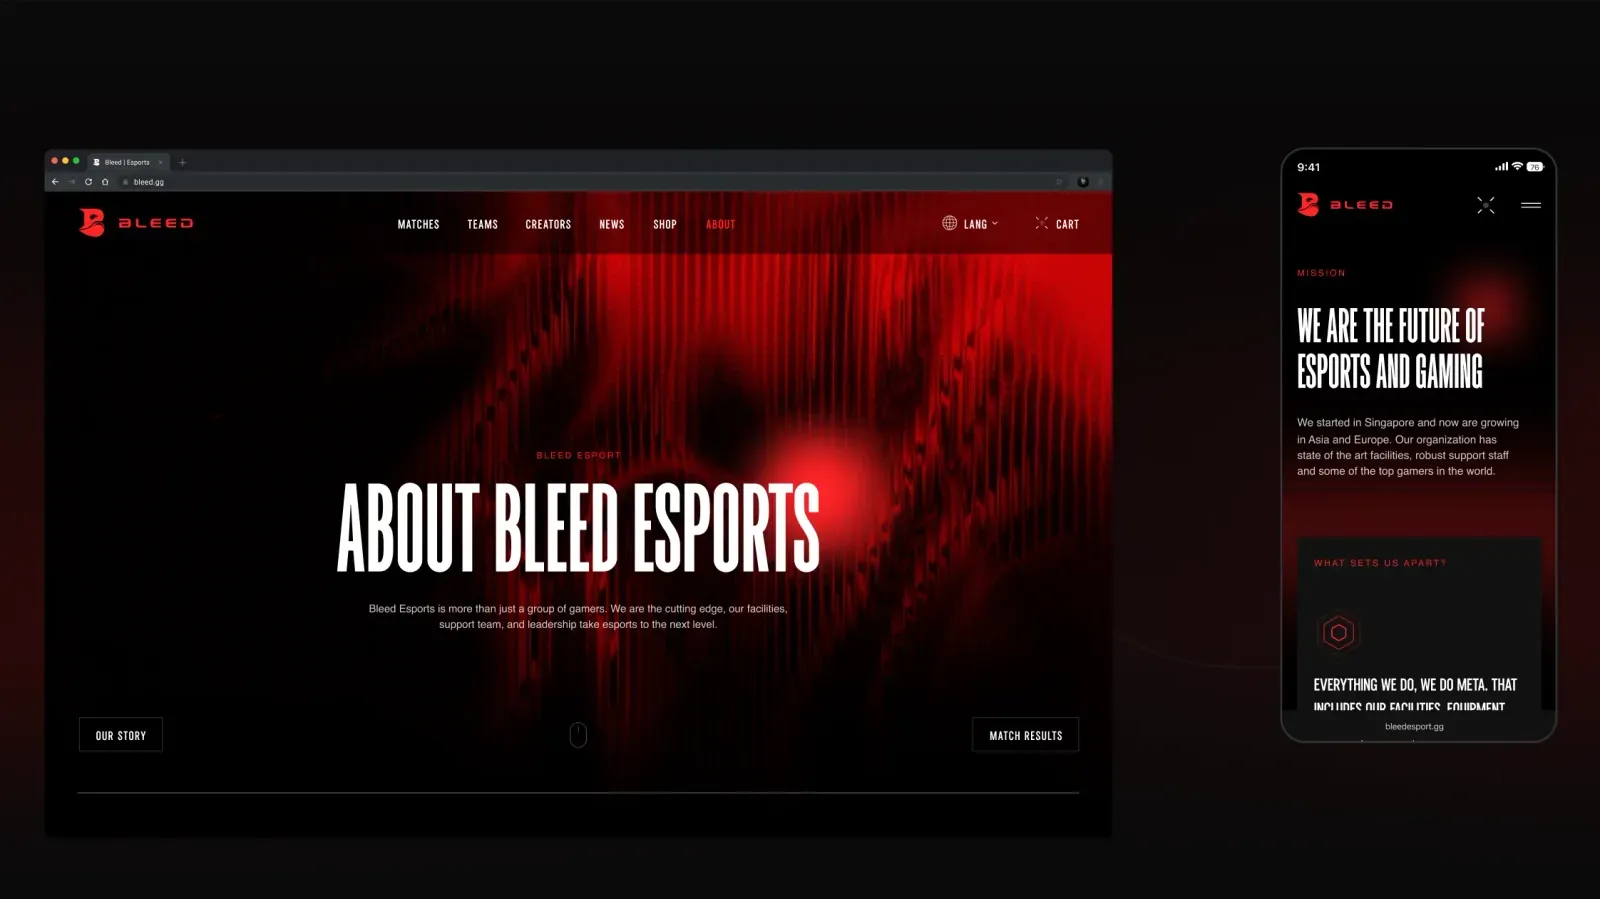 Bleed | Esports
bleed.gg
BLEED
MATCHES
TEAMS
CREATORS
NEWS
SHOP
ABOUT
LANG
CART
BLEED ESPORT
ABOUT BLEED ESPORTS
Bleed Esports is more than just a group of gamers. We are the cutting edge, our facilities,
support team, and leadership take esports to the next level.
OUR STORY
MATCH RESULTS
9:41
76
BLEED
MISSION
WE ARE THE FUTURE OF
ESPORTS AND GAMING
We started in Singapore and now are growing
in Asia and Europe. Our organization has
state of the art facilities, robust support staff
and some of the top gamers in the world.
WHAT SETS US APART?
EVERYTHING WE DO, WE DO META. THAT
INCLUDES OUR FACILITIES, EQUIPMENT
bleedesport.gg